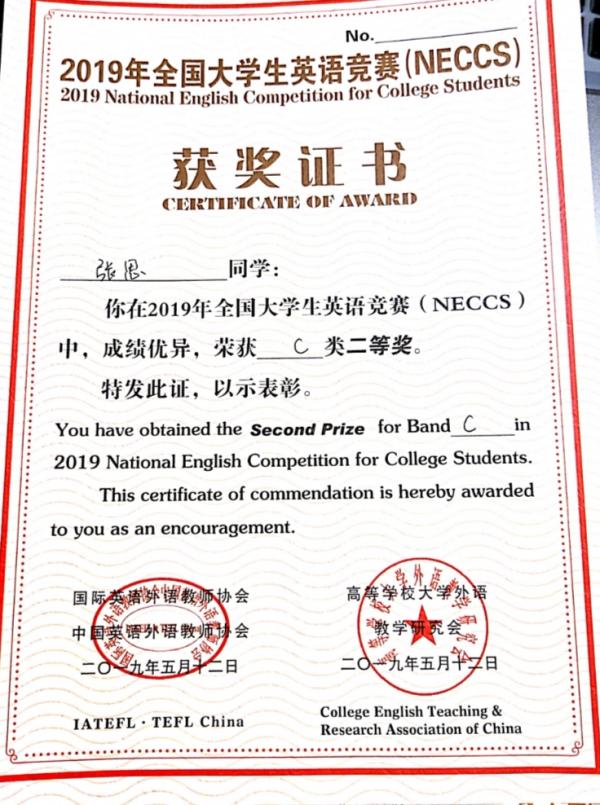 No.
2019年全国大学生英语竞赛(NECCS)
2019 National English Competition for College Students
获奖证书
CERTIFICATE OF AWARD
张恩 同学：
你在2019年全国大学生英语竞赛（NECCS）
中，成绩优异，荣获 C 类二等奖。
特发此证，以示表彰。
You have obtained the Second Prize for Band C in
2019 National English Competition for College Students.
This certificate of commendation is hereby awarded
to you as an encouragement.
国际英语外语教师协会
中国英语外语教师协会
二〇一九年五月十二日
IATEFL · TEFL China
高等学校大学外语
教学研究会
二〇一九年五月十二日
College English Teaching &
Research Association of China